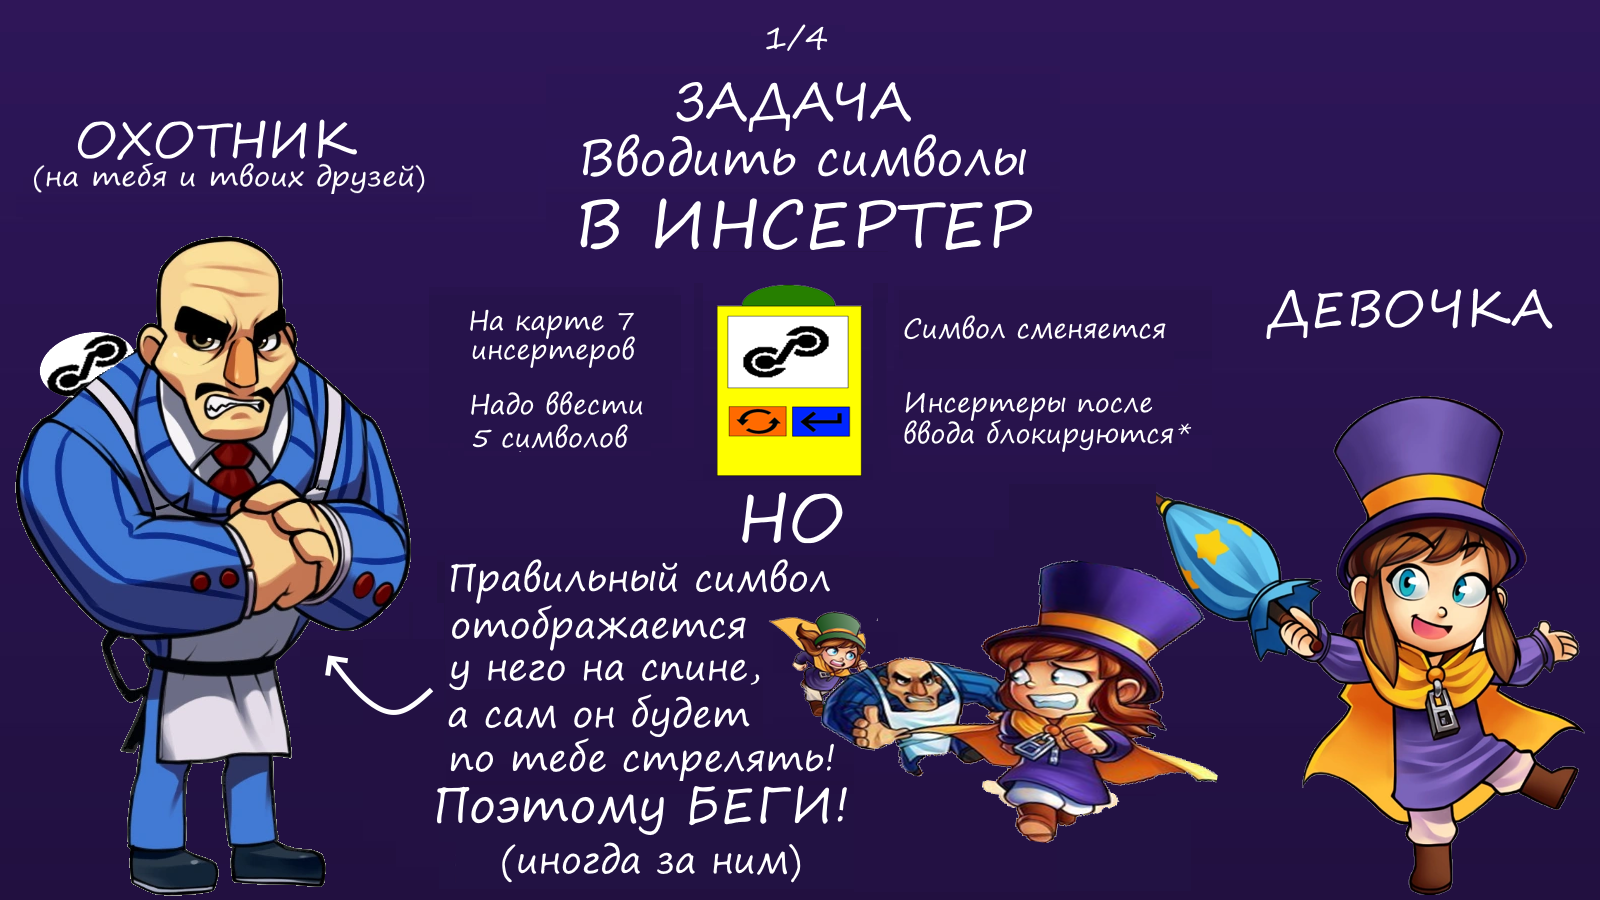 1/4
ЗАДАЧА
Вводить символы
В ИНСЕРТЕР
ОХОТНИК
(на тебя и твоих друзей)
На карте 7
инсертеров
Надо ввести
5 символов
Символ сменяется
Инсертеры после
ввода блокируются*
ДЕВОЧКА
НО
Правильный символ
отображается
у него на спине,
а сам он будет
по тебе стрелять!
Поэтому БЕГИ!
(иногда за ним)